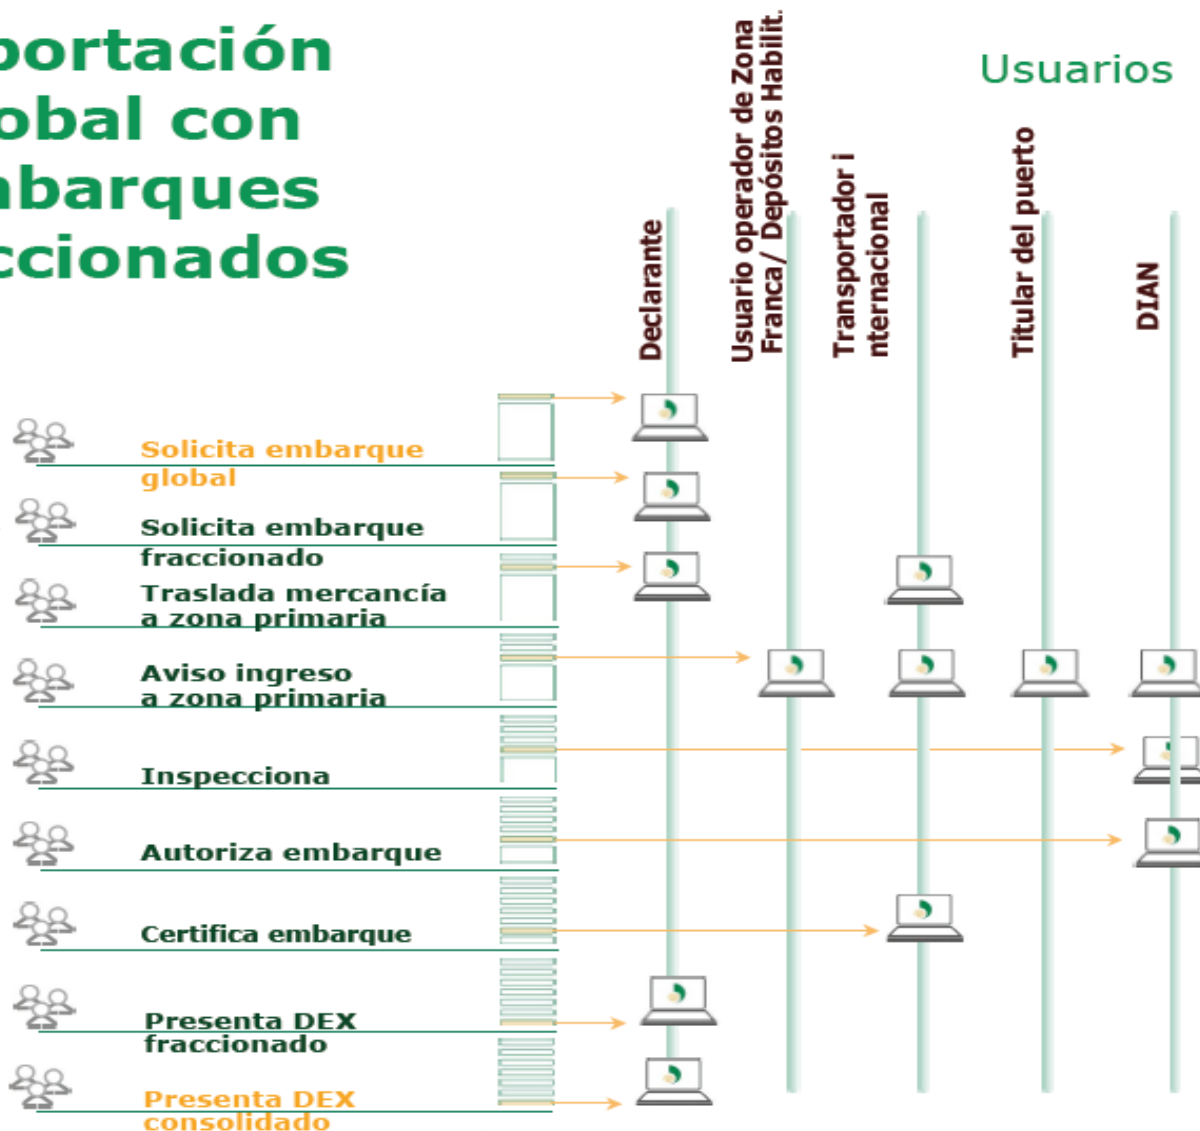 portación
obal con
nbarques
ccionados
Usuarios
Declarante
Usuario operador de Zona
Franca/ Depósitos Habilit.
Transportador i
nternacional
Titular del puerto
DIAN
Solicita embarque
global
Solicita embarque
fraccionado
Traslada mercancía
a zona primaria
Aviso ingreso
a zona primaria
Inspecciona
Autoriza embarque
Certifica embarque
Presenta DEX
fraccionado
Presenta DEX
consolidado